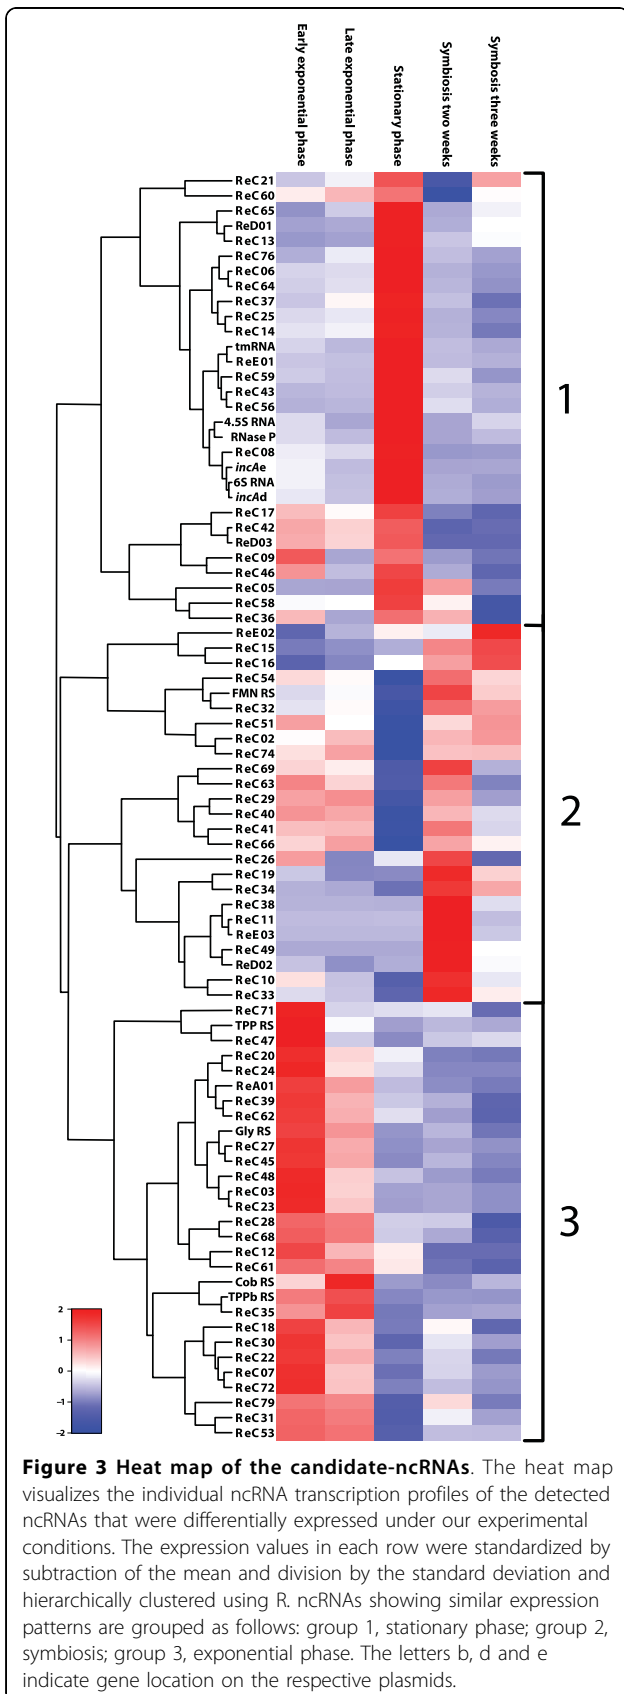 Early exponential phase
Late exponential phase
Stationary phase
Symbiosis two weeks
Symbosis three weeks
ReC21
ReC60
ReC65
ReD01
ReC13
ReC76
ReC06
ReC64
ReC37
ReC25
ReC14
tmRNA
ReE01
ReC59
ReC43
ReC56
4.5S RNA
RNase P
ReC08
incAe
6S RNA
incAd
ReC17
ReC42
ReD03
ReC09
ReC46
ReC05
ReC58
ReC36
1
ReE02
ReC15
ReC16
ReC54
FMN RS
ReC32
ReC51
ReC02
ReC74
ReC69
ReC63
ReC29
ReC40
ReC41
ReC66
ReC26
ReC19
ReC34
ReC38
ReC11
ReE03
ReC49
ReD02
ReC10
ReC33
2
ReC71
TPP RS
ReC47
ReC20
ReC24
ReA01
ReC39
ReC62
Gly RS
ReC27
ReC45
ReC48
ReC03
ReC23
ReC28
ReC68
ReC12
ReC61
Cob RS
TPPb RS
ReC35
ReC18
ReC30
ReC22
ReC07
ReC72
ReC79
ReC31
ReC53
3
2
1
0
–1
–2
Figure 3 Heat map of the candidate-ncRNAs. The heat map
visualizes the individual ncRNA transcription profiles of the detected
ncRNAs that were differentially expressed under our experimental
conditions. The expression values in each row were standardized by
subtraction of the mean and division by the standard deviation and
hierarchically clustered using R. ncRNAs showing similar expression
patterns are grouped as follows: group 1, stationary phase; group 2,
symbiosis; group 3, exponential phase. The letters b, d and e
indicate gene location on the respective plasmids.